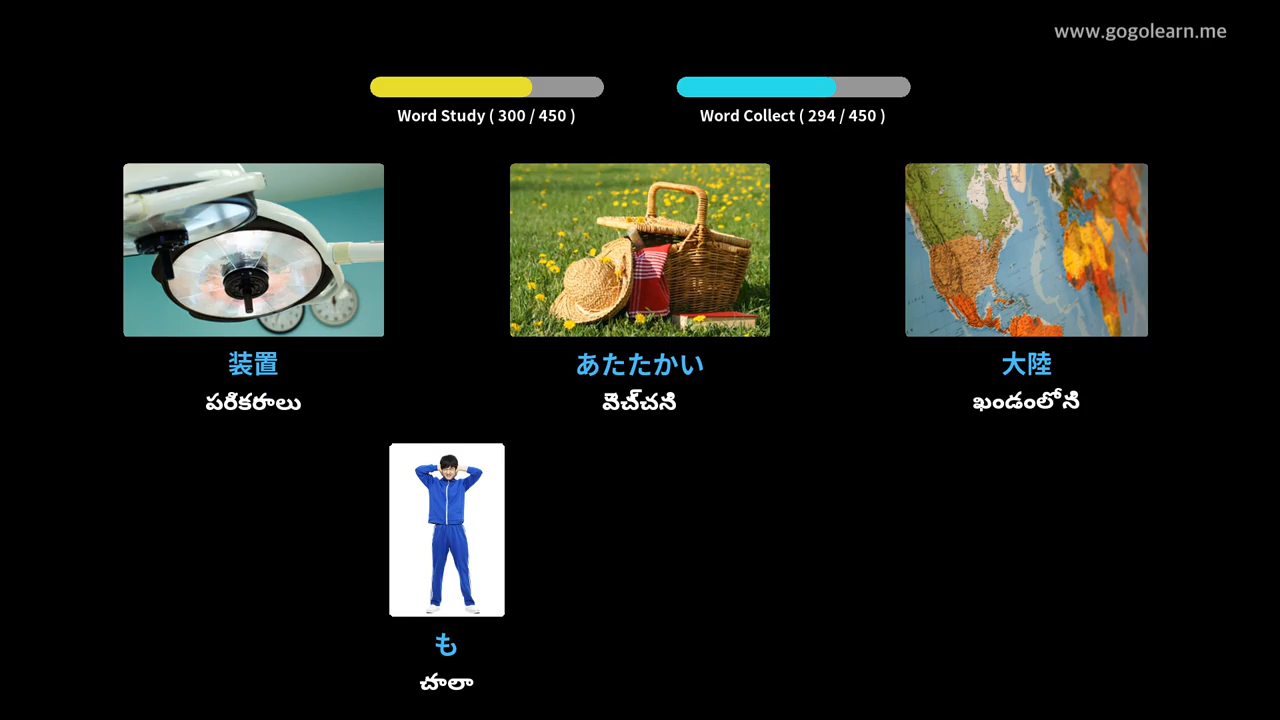 www.gogolearn.me
Word Study ( 300 / 450 )
Word Collect ( 294 / 450 )
装置
పరికరాలు
あたたかい
వెచ్చని
大陸
ఖండంలోని
も
చాలా